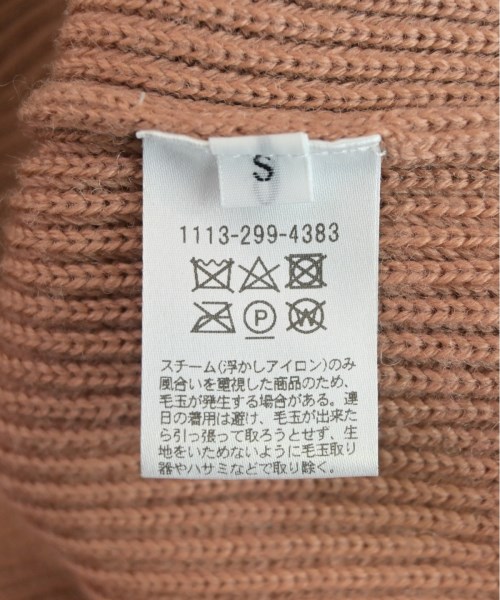 S
1113-299-4383
P W
スチーム(浮かしアイロン)のみ
風合いを重視した商品のため、
毛玉が発生する場合がある。連
日の着用は避け、毛玉が出来た
ら引っ張って取ろうとせず、生
地をいためないように毛玉取り
器やハサミなどで取り除く。